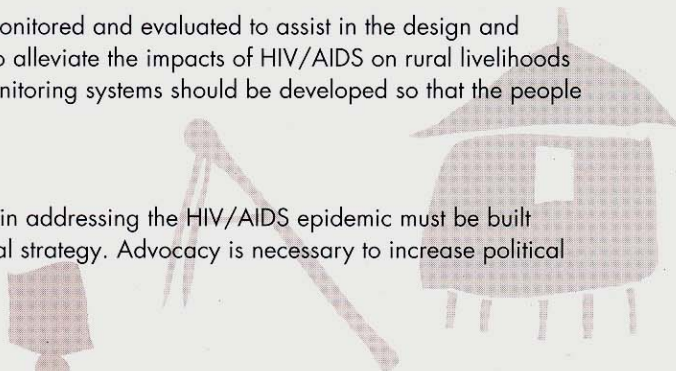 onitored and evaluated to assist in the design and
o alleviate the impacts of HIV/AIDS on rural livelihoods
nitoring systems should be developed so that the people
in addressing the HIV/AIDS epidemic must be built
al strategy. Advocacy is necessary to increase political